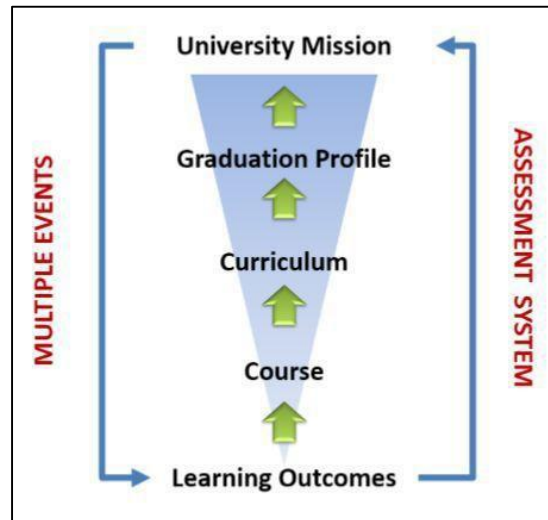 University Mission
Graduation Profile
Curriculum
Course
Learning Outcomes
MULTIPLE EVENTS
ASSESSMENT SYSTEM